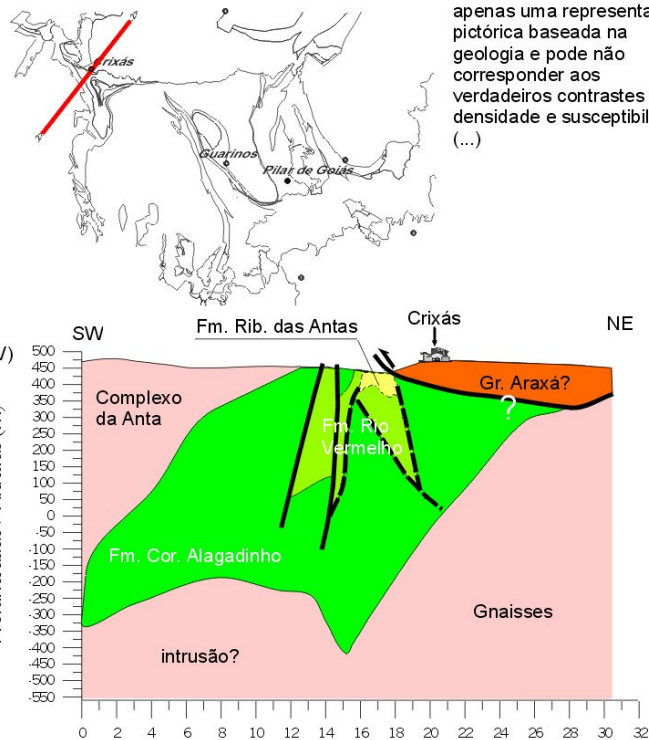 apenas uma representa
pictórica baseada na
geologia e pode não
corresponder aos
verdadeiros contrastes
densidade e susceptibil
(...)
Crixás
Guarinos
Pilar de Goiás
SW
Fm. Rib. das Antas
Crixás
NE
500
450
400
350
300
250
200
150
100
50
0
-50
-100
-150
-200
-250
-300
-350
-400
-450
-500
-550
Complexo
da Anta
Gr. Araxá?
?
Fm. Rio
Vermelho
Fm. Cor. Alagadinho
Gnaisses
intrusão?
0 2 4 6 8 10 12 14 16 18 20 22 24 26 28 30 32